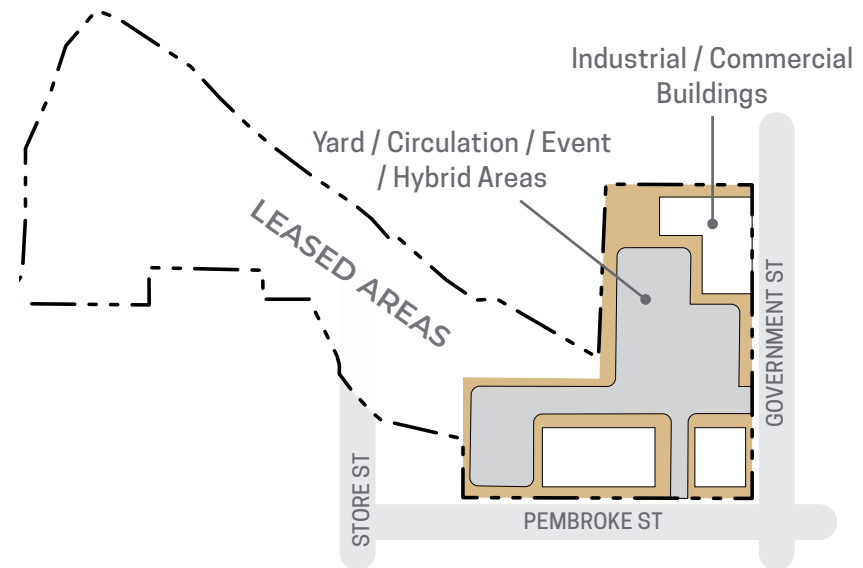 Industrial / Commercial
Buildings
Yard / Circulation / Event
/ Hybrid Areas
LEASED AREAS
GOVERNMENT ST
STORE ST
PEMBROKE ST